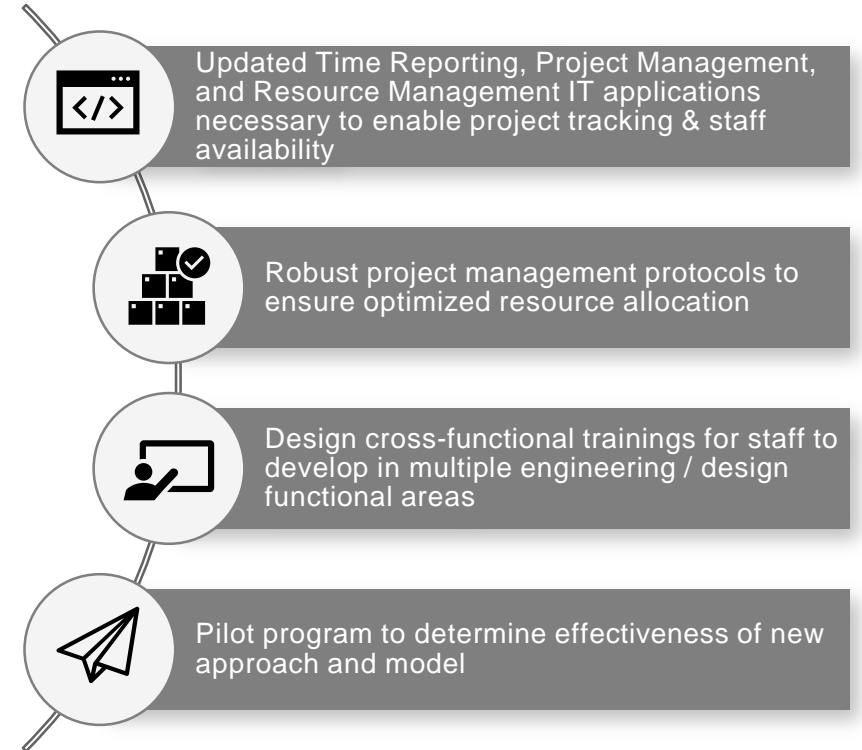 Updated Time Reporting, Project Management,
and Resource Management IT applications
necessary to enable project tracking & staff
availability
Robust project management protocols to
ensure optimized resource allocation
Design cross-functional trainings for staff to
develop in multiple engineering / design
functional areas
Pilot program to determine effectiveness of new
approach and model